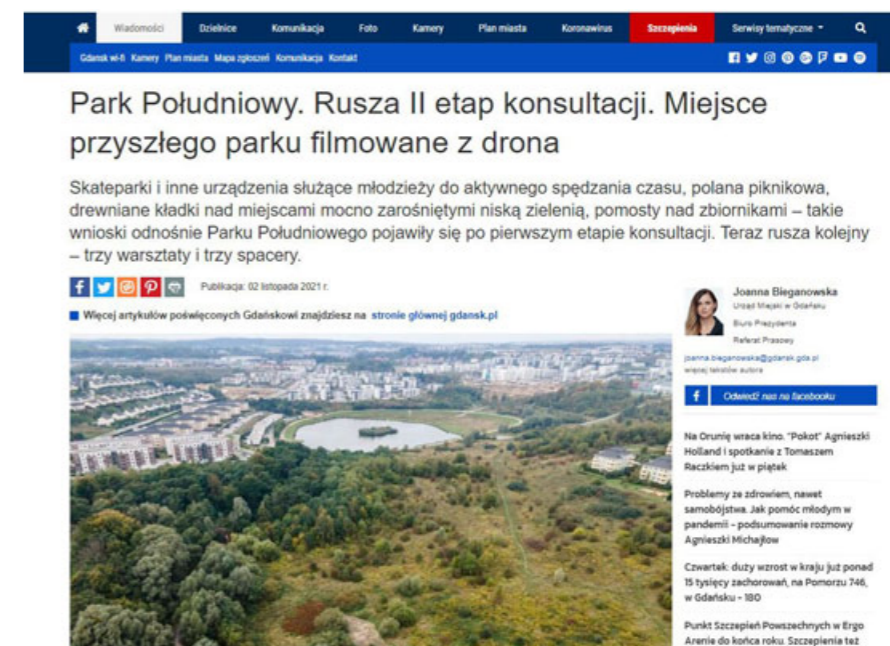 Wiadomości Dzielnice Komunikacja Foto Kamery Plan miasta Koronawirus Szczepienia Serwisy tematyczne
Gdansk wi-fi Kamery Plan miasta Mapa zgłoszeń Komunikacja Kontakt
Park Południowy. Rusza II etap konsultacji. Miejsce
przyszłego parku filmowane z drona
Skateparki i inne urządzenia służące młodzieży do aktywnego spędzania czasu, polana piknikowa,
drewniane kładki nad miejscami mocno zarośniętymi niską zielenią, pomosty nad zbiornikami – takie
wnioski odnośnie Parku Południowego pojawiły się po pierwszym etapie konsultacji. Teraz rusza kolejny
– trzy warsztaty i trzy spacery.
Publikacja: 02 listopada 2021 r.
Więcej artykułów poświęconych Gdańskowi znajdziesz na stronie głównej gdansk.pl
Joanna Bieganowska
Urząd Miejski w Gdańsku
Biuro Prezydenta
Referat Prasowy
joanna.bieganowska@gdansk.gda.pl
więcej tekstów autora
Odwiedź nas na facebooku
Na Orunię wraca kino. "Pokot" Agnieszki
Holland i spotkanie z Tomaszem
Raczkiem już w piątek
Problemy ze zdrowiem, nawet
samobójstwa. Jak pomóc młodym w
pandemii – podsumowanie rozmowy
Agnieszki Michajłow
Czwartek: duży wzrost w kraju już ponad
15 tysięcy zachorowań, na Pomorzu 746,
w Gdańsku – 180
Punkt Szczepień Powszechnych w Ergo
Arenie do końca roku. Szczepienia też